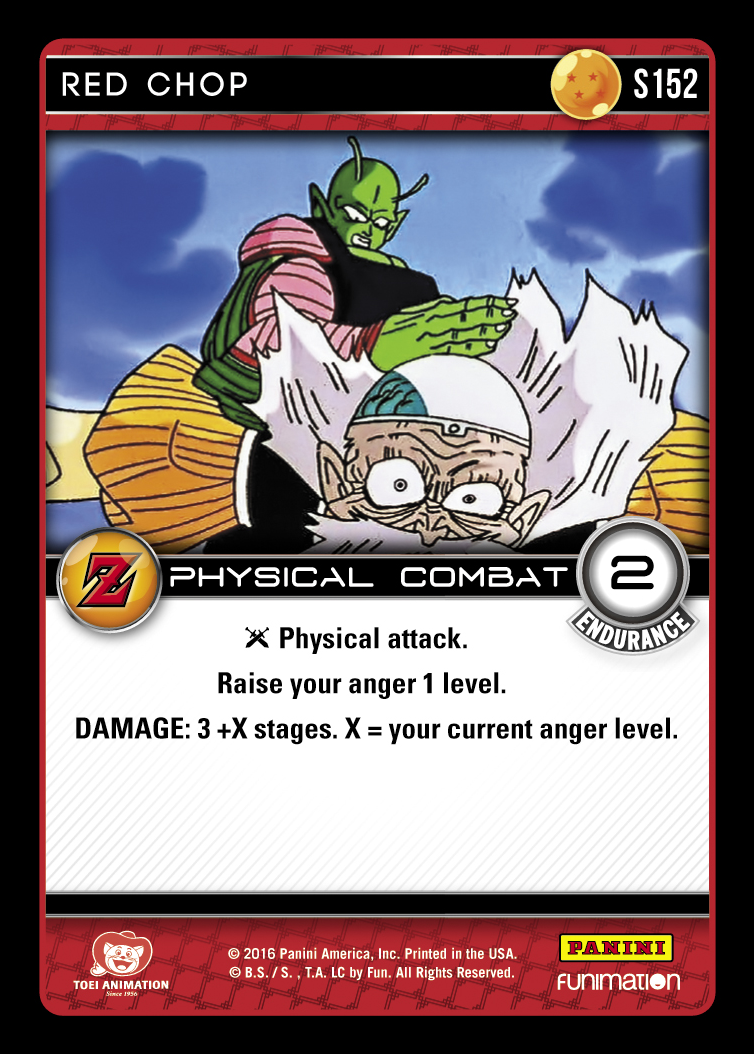 RED CHOP
S152
Z
PHYSICAL COMBAT
2
ENDURANCE
Physical attack.
Raise your anger 1 level.
DAMAGE: 3 +X stages. X = your current anger level.
TOEI ANIMATION
Since 1956
© 2016 Panini America, Inc. Printed in the USA.
© B.S. / S. , T.A. LC by Fun. All Rights Reserved.
PANINI
FUNIMATION